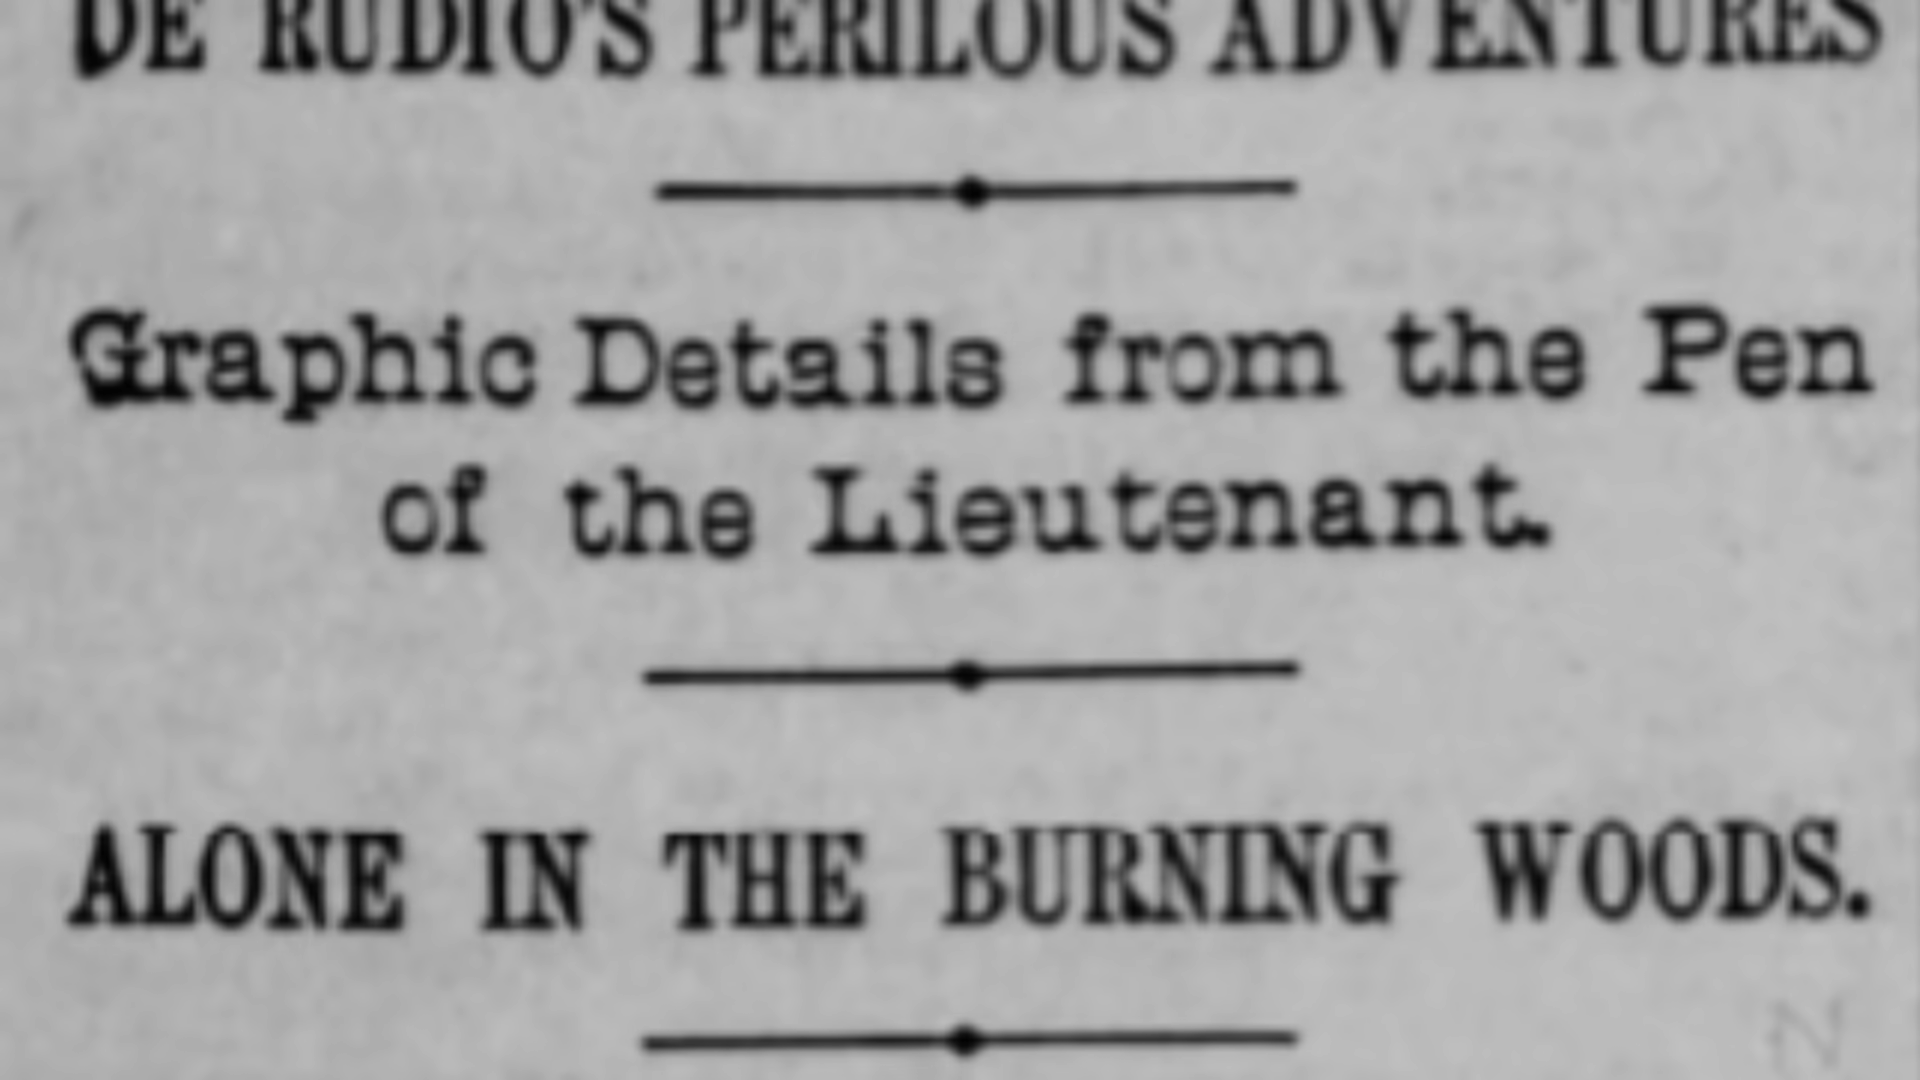 DE RUDIO'S PERILOUS ADVENTURES
Graphic Details from the Pen
of the Lieutenant.
ALONE IN THE BURNING WOODS.